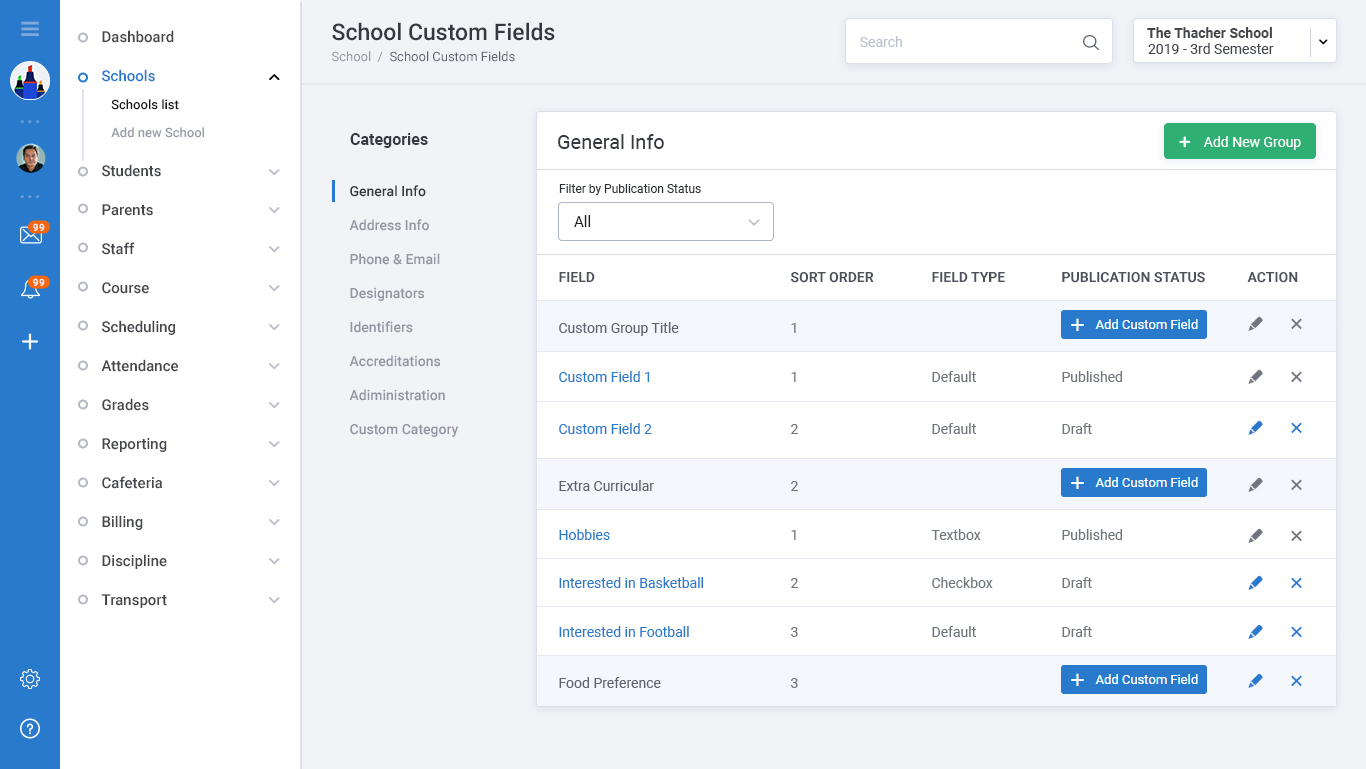 School Custom Fields
School / School Custom Fields
Search
The Thacher School
2019 - 3rd Semester
99
99
Dashboard
Schools
Schools list
Add new School
Students
Parents
Staff
Course
Scheduling
Attendance
Grades
Reporting
Cafeteria
Billing
Discipline
Transport
Categories
General Info
Address Info
Phone & Email
Designators
Identifiers
Accreditations
Adiministration
Custom Category
General Info
+ Add New Group
Filter by Publication Status
All
FIELD SORT ORDER FIELD TYPE PUBLICATION STATUS ACTION
Custom Group Title 1 + Add Custom Field
Custom Field 1 1 Default Published
Custom Field 2 2 Default Draft
Extra Curricular 2 + Add Custom Field
Hobbies 1 Textbox Published
Interested in Basketball 2 Checkbox Draft
Interested in Football 3 Default Draft
Food Preference 3 + Add Custom Field